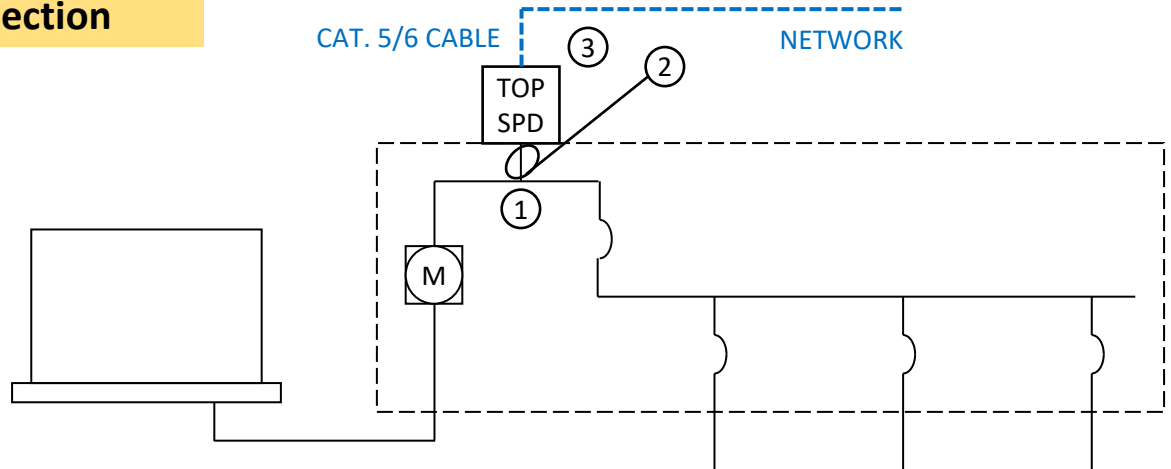 ection
CAT. 5/6 CABLE
3
NETWORK
2
TOP
SPD
1
M